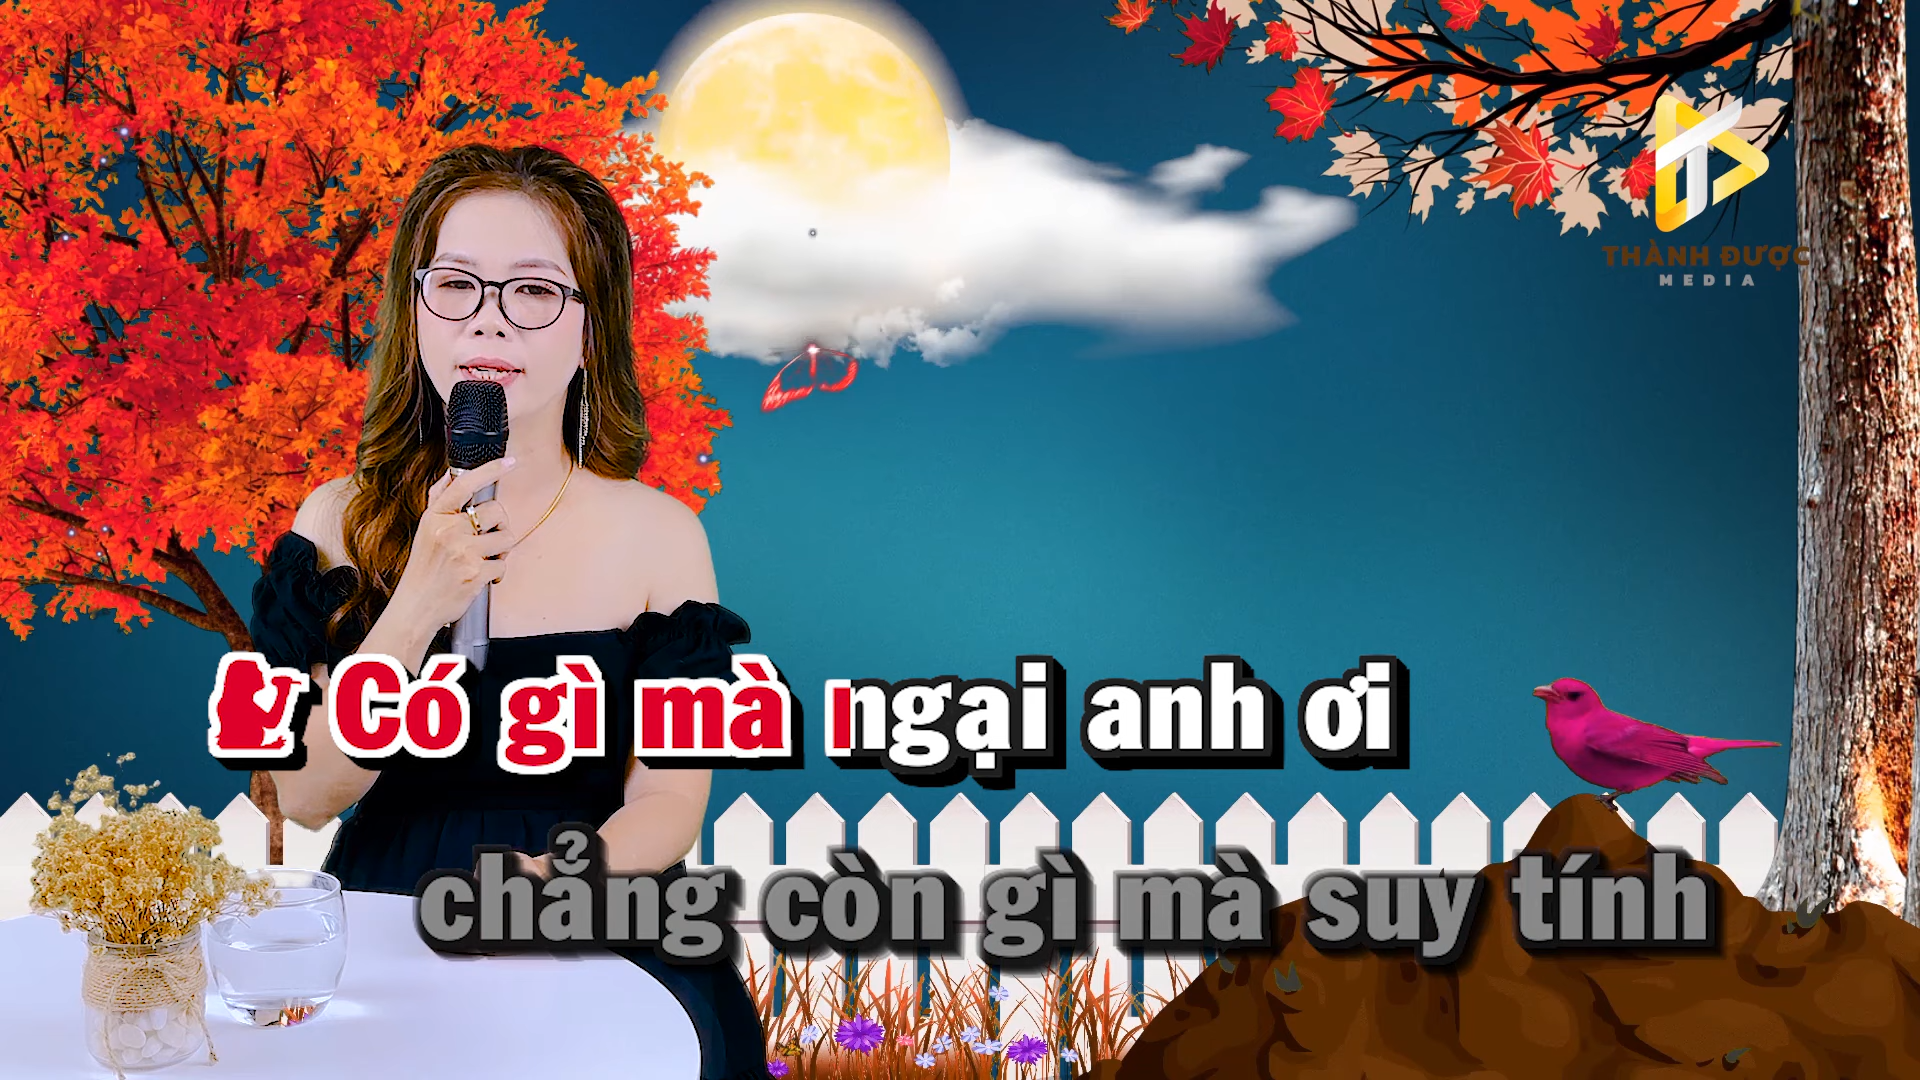 THÀNH ĐƯỢC
MEDIA
Có gì mà ngại anh ơi
chẳng còn gì mà suy tính